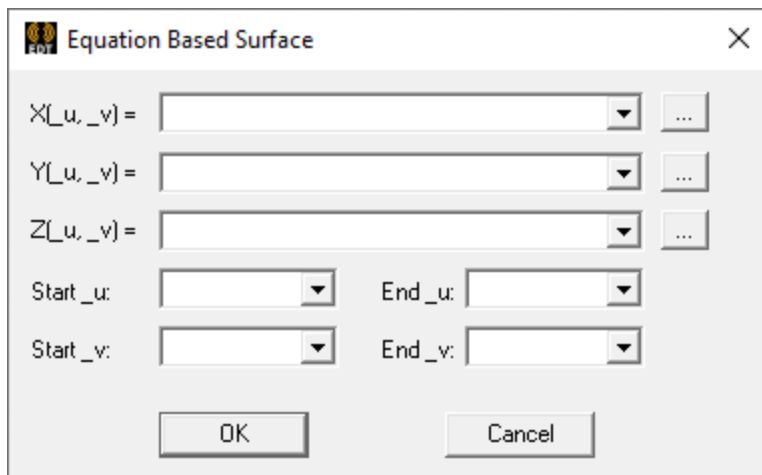 EDT Equation Based Surface
X(_u, _v) = ...
Y(_u, _v) = ...
Z(_u, _v) = ...
Start _u: End _u:
Start _v: End _v:
OK Cancel